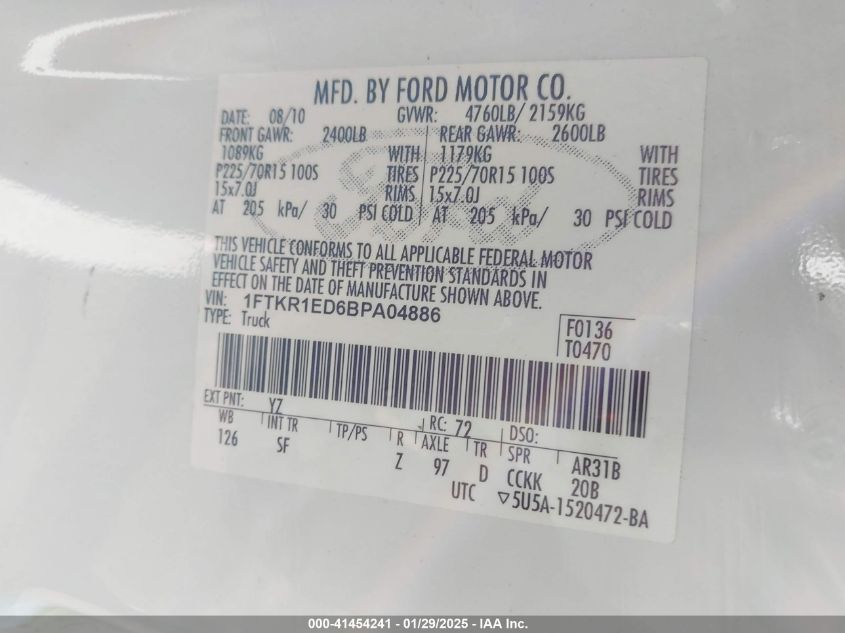 MFD. BY FORD MOTOR CO.
DATE: 08/10 GVWR: 4760LB/ 2159KG
FRONT GAWR: 2400LB REAR GAWR: 2600LB
1089KG WITH 1179KG WITH
P225/70R15 100S TIRES P225/70R15 100S TIRES
15x7.0J RIMS 15x7.0J RIMS
AT 205 kPa/ 30 PSI COLD AT 205 kPa/ 30 PSI COLD
THIS VEHICLE CONFORMS TO ALL APPLICABLE FEDERAL MOTOR
VEHICLE SAFETY AND THEFT PREVENTION STANDARDS IN
EFFECT ON THE DATE OF MANUFACTURE SHOWN ABOVE.
VIN: 1FTKR1ED6BPA04886
TYPE: Truck
F0136
T0470
EXT PNT: YZ RC: 72 DSO:
WB INT TR TP/PS R AXLE TR SPR AR31B
126 SF Z 97 D CCKK 20B
UTC ▽5U5A-1520472-BA
000-41454241 - 01/29/2025 - IAA Inc.